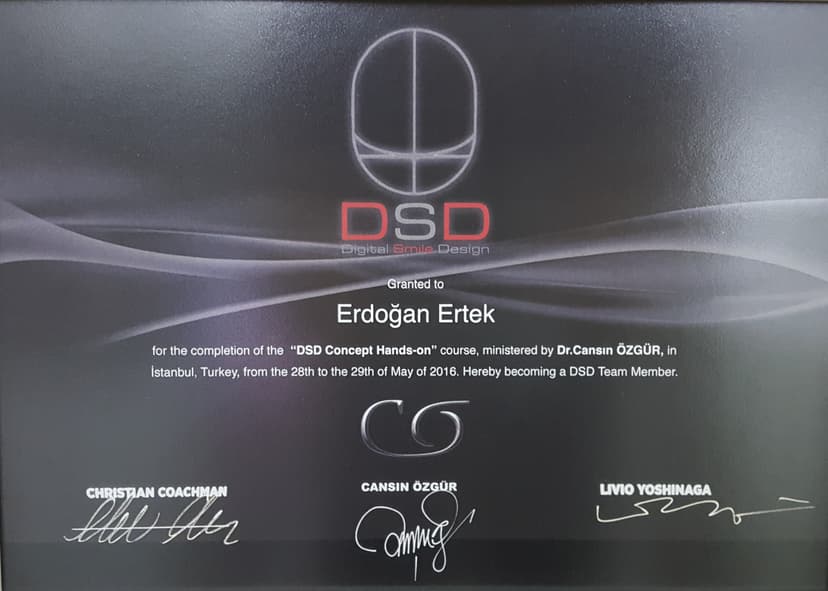 DSD
Digital Smile Design
Granted to
Erdoğan Ertek
for the completion of the "DSD Concept Hands-on" course, ministered by Dr.Cansın ÖZGÜR, in
İstanbul, Turkey, from the 28th to the 29th of May of 2016. Hereby becoming a DSD Team Member.
CHRISTIAN COACHMAN
CANSIN ÖZGÜR
LIVIO YOSHINAGA